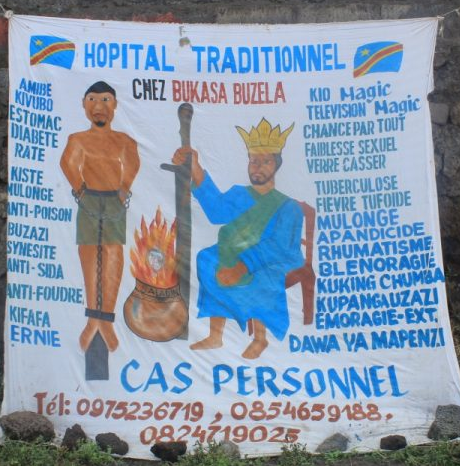 HOPITAL TRADITIONNEL
CHEZ BUKASA BUZELA
AMIBE
KIVUBO
ESTOMAC
DIABETE
RATE
KISTE
MULONGE
ANTI-POISON
BUZAZI
SYNESITE
ANTI-SIDA
ANTI-FOUDRE
KIFAFA
ERNIE
KIO Magic
TELEVISION Magic
CHANCE PAR TOUT
FAIBLESSE SEXUEL
VERRE CASSER
TUBERCULOSE
FIEVRE TUFOIDE
MULONGE
APANDICIDE
RHUMATISME
BLENORAGIE
KUKING CHUMBA
KUPANGA UZAZI
EMORAGIE-EXT.
DAWA YA MAPENZI
CAS PERSONNEL
Tél: 0975236719, 0854659188,
0824719025